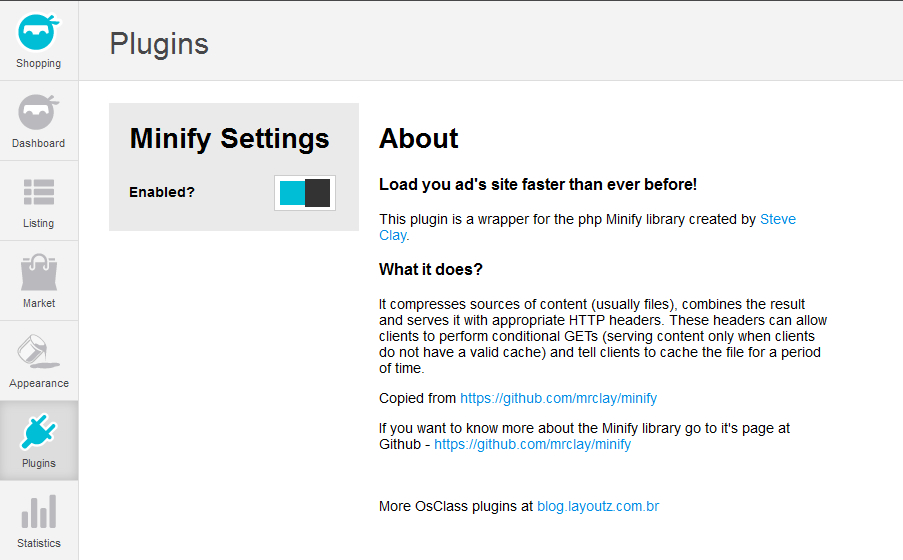 Shopping
Dashboard
Listing
Market
Appearance
Plugins
Statistics
Plugins
Minify Settings
Enabled?
About
Load you ad's site faster than ever before!
This plugin is a wrapper for the php Minify library created by Steve
Clay.
What it does?
It compresses sources of content (usually files), combines the result
and serves it with appropriate HTTP headers. These headers can allow
clients to perform conditional GETs (serving content only when clients
do not have a valid cache) and tell clients to cache the file for a period
of time.
Copied from https://github.com/mrclay/minify
If you want to know more about the Minify library go to it's page at
Github - https://github.com/mrclay/minify
More OsClass plugins at blog.layoutz.com.br